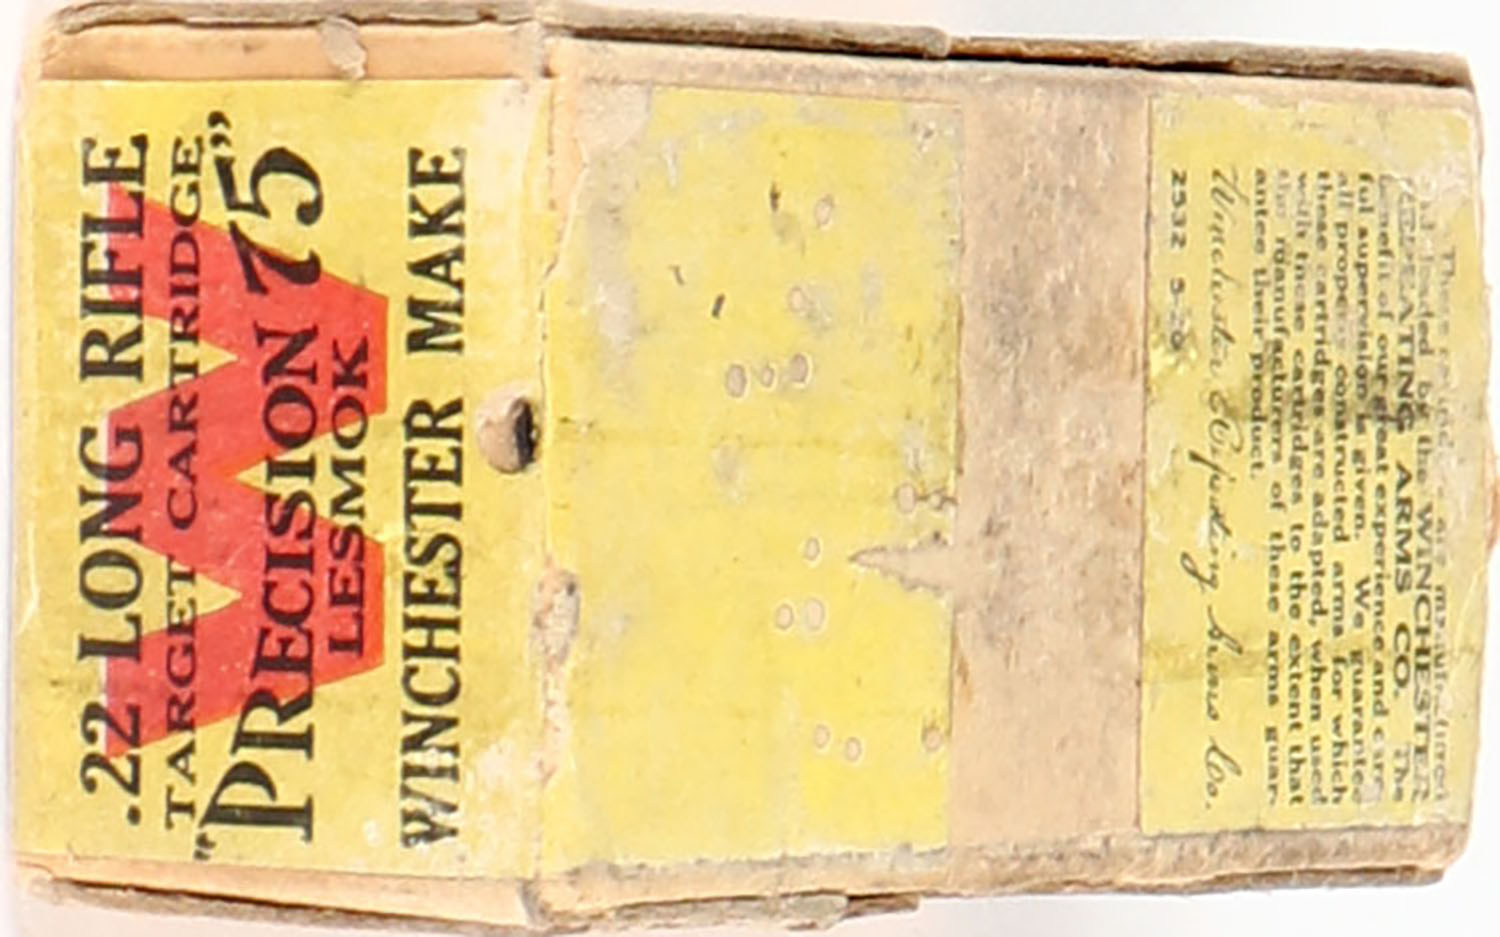 .22 LONG RIFLE
TARGET CARTRIDGE
"PRECISION 75"
LESMOK
WINCHESTER MAKE
These are manufactured
and loaded by the WINCHESTER
REPEATING ARMS CO. The
benefit of our great experience and care
ful supervision is given. We guarantee
all properly constructed arms for which
these cartridges are adapted, when used
with these cartridges to the extent that
the manufacturers of these arms guar-
antee their product.
Winchester Repeating Arms Co.
2532 5-26